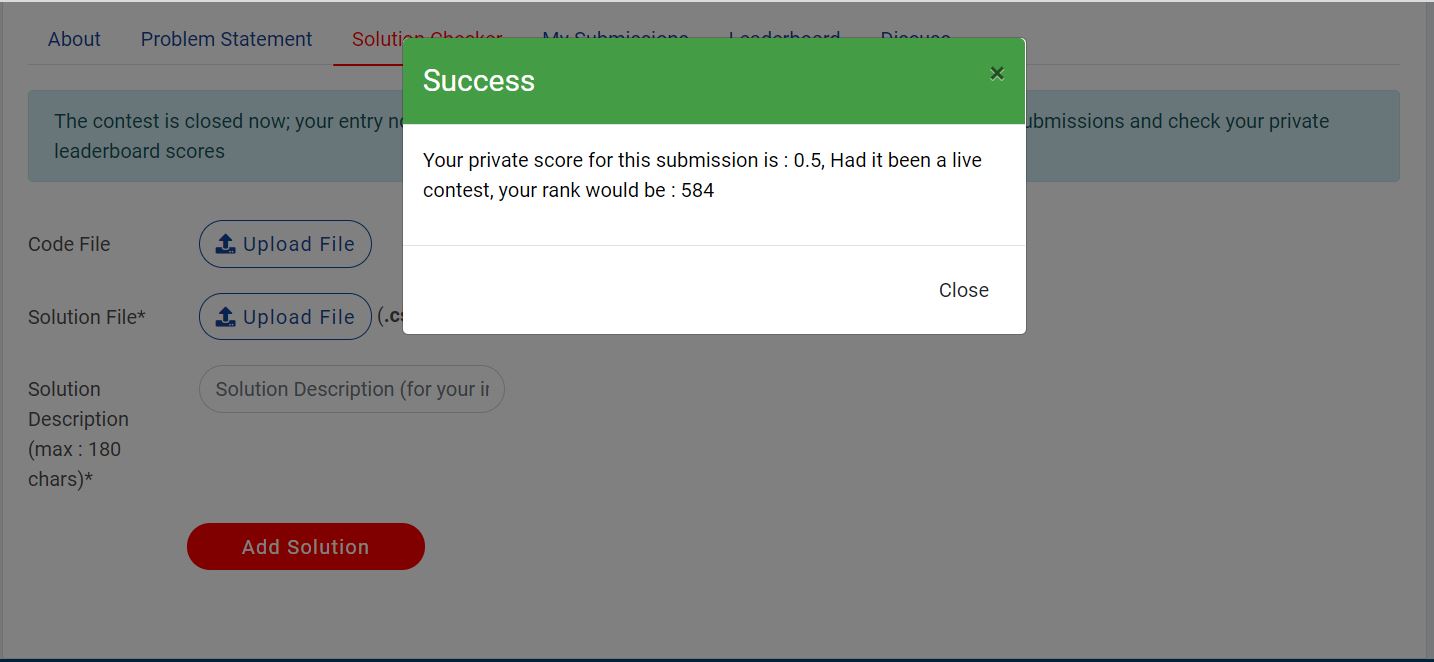 About Problem Statement Solution Checker My Submissions Leaderboard Discuss
Success ×
The contest is closed now; your entry
ubmissions and check your private
leaderboard scores
Your private score for this submission is : 0.5, Had it been a live
contest, your rank would be : 584
Close
Code File Upload File
Solution File* Upload File (.cs
Solution
Description
(max : 180
chars)*
Solution Description (for your in
Add Solution